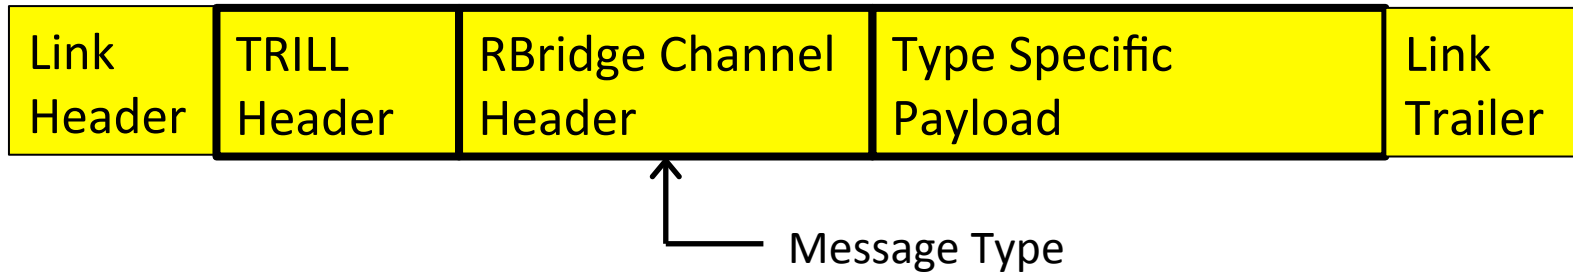 Link
Header
TRILL
Header
RBridge Channel
Header
Type Specific
Payload
Link
Trailer
Message Type